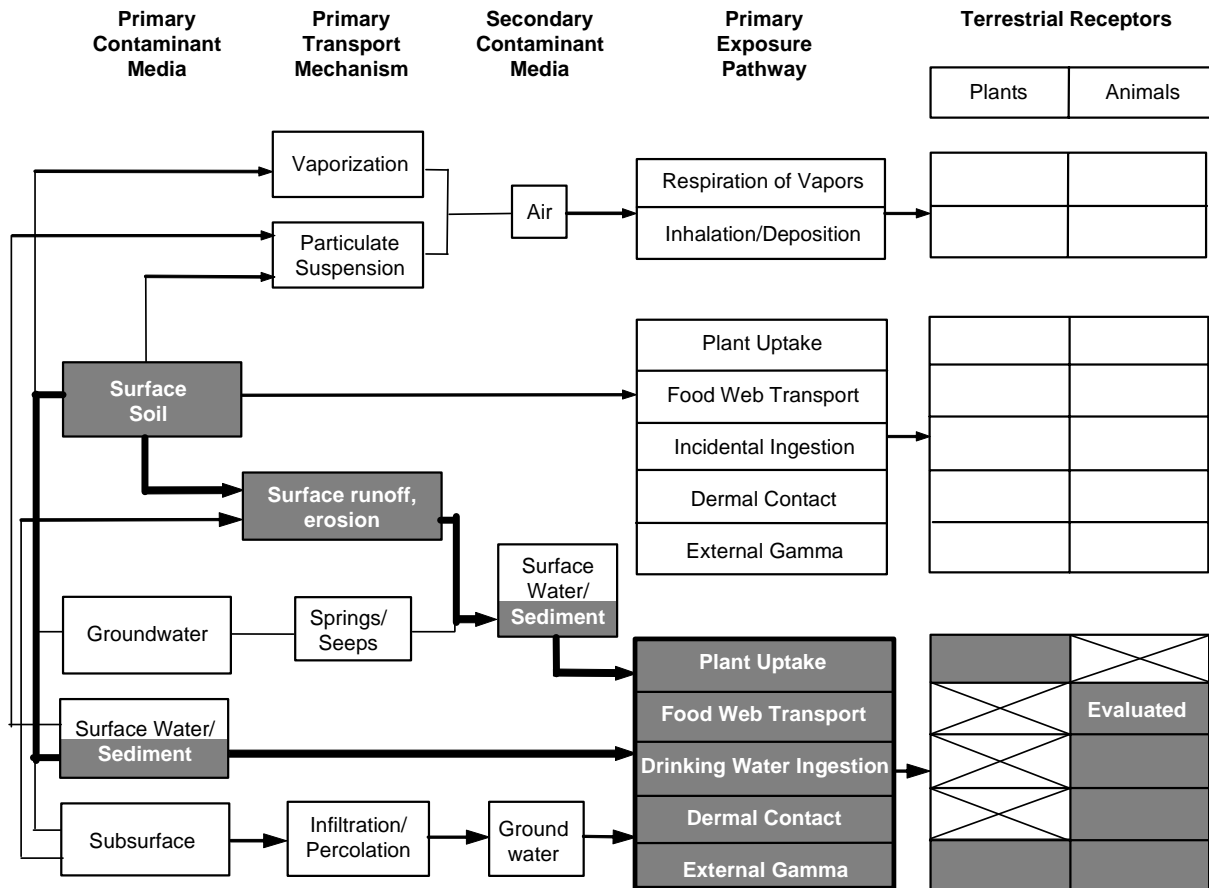 Primary
Contaminant
Media
Primary
Transport
Mechanism
Secondary
Contaminant
Media
Primary
Exposure
Pathway
Terrestrial Receptors
Plants
Animals
Vaporization
Particulate
Suspension
Air
Respiration of Vapors
Inhalation/Deposition
Surface
Soil
Plant Uptake
Food Web Transport
Incidental Ingestion
Dermal Contact
External Gamma
Surface runoff,
erosion
Surface
Water/
Sediment
Groundwater
Springs/
Seeps
Surface Water/
Sediment
Plant Uptake
Food Web Transport
Drinking Water Ingestion
Dermal Contact
External Gamma
Evaluated
Subsurface
Infiltration/
Percolation
Ground
water